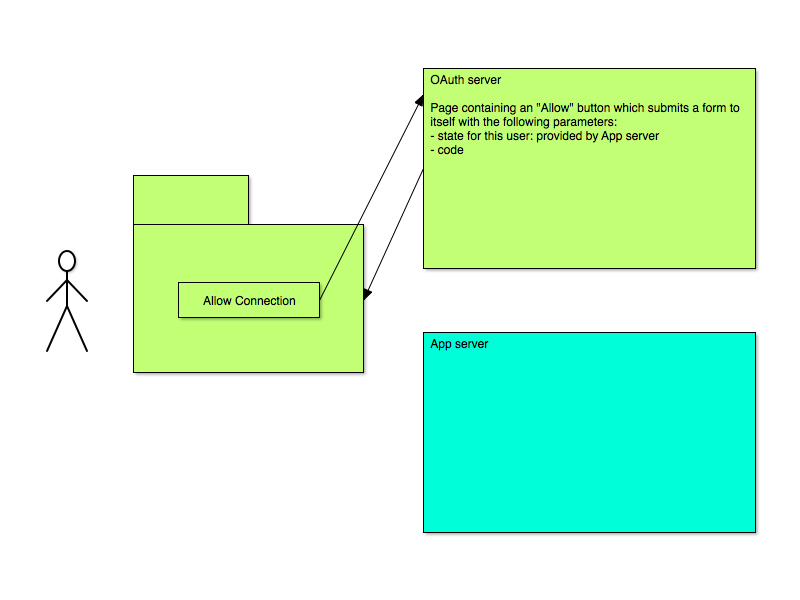 OAuth server
Page containing an "Allow" button which submits a form to
itself with the following parameters:
- state for this user: provided by App server
- code
Allow Connection
App server